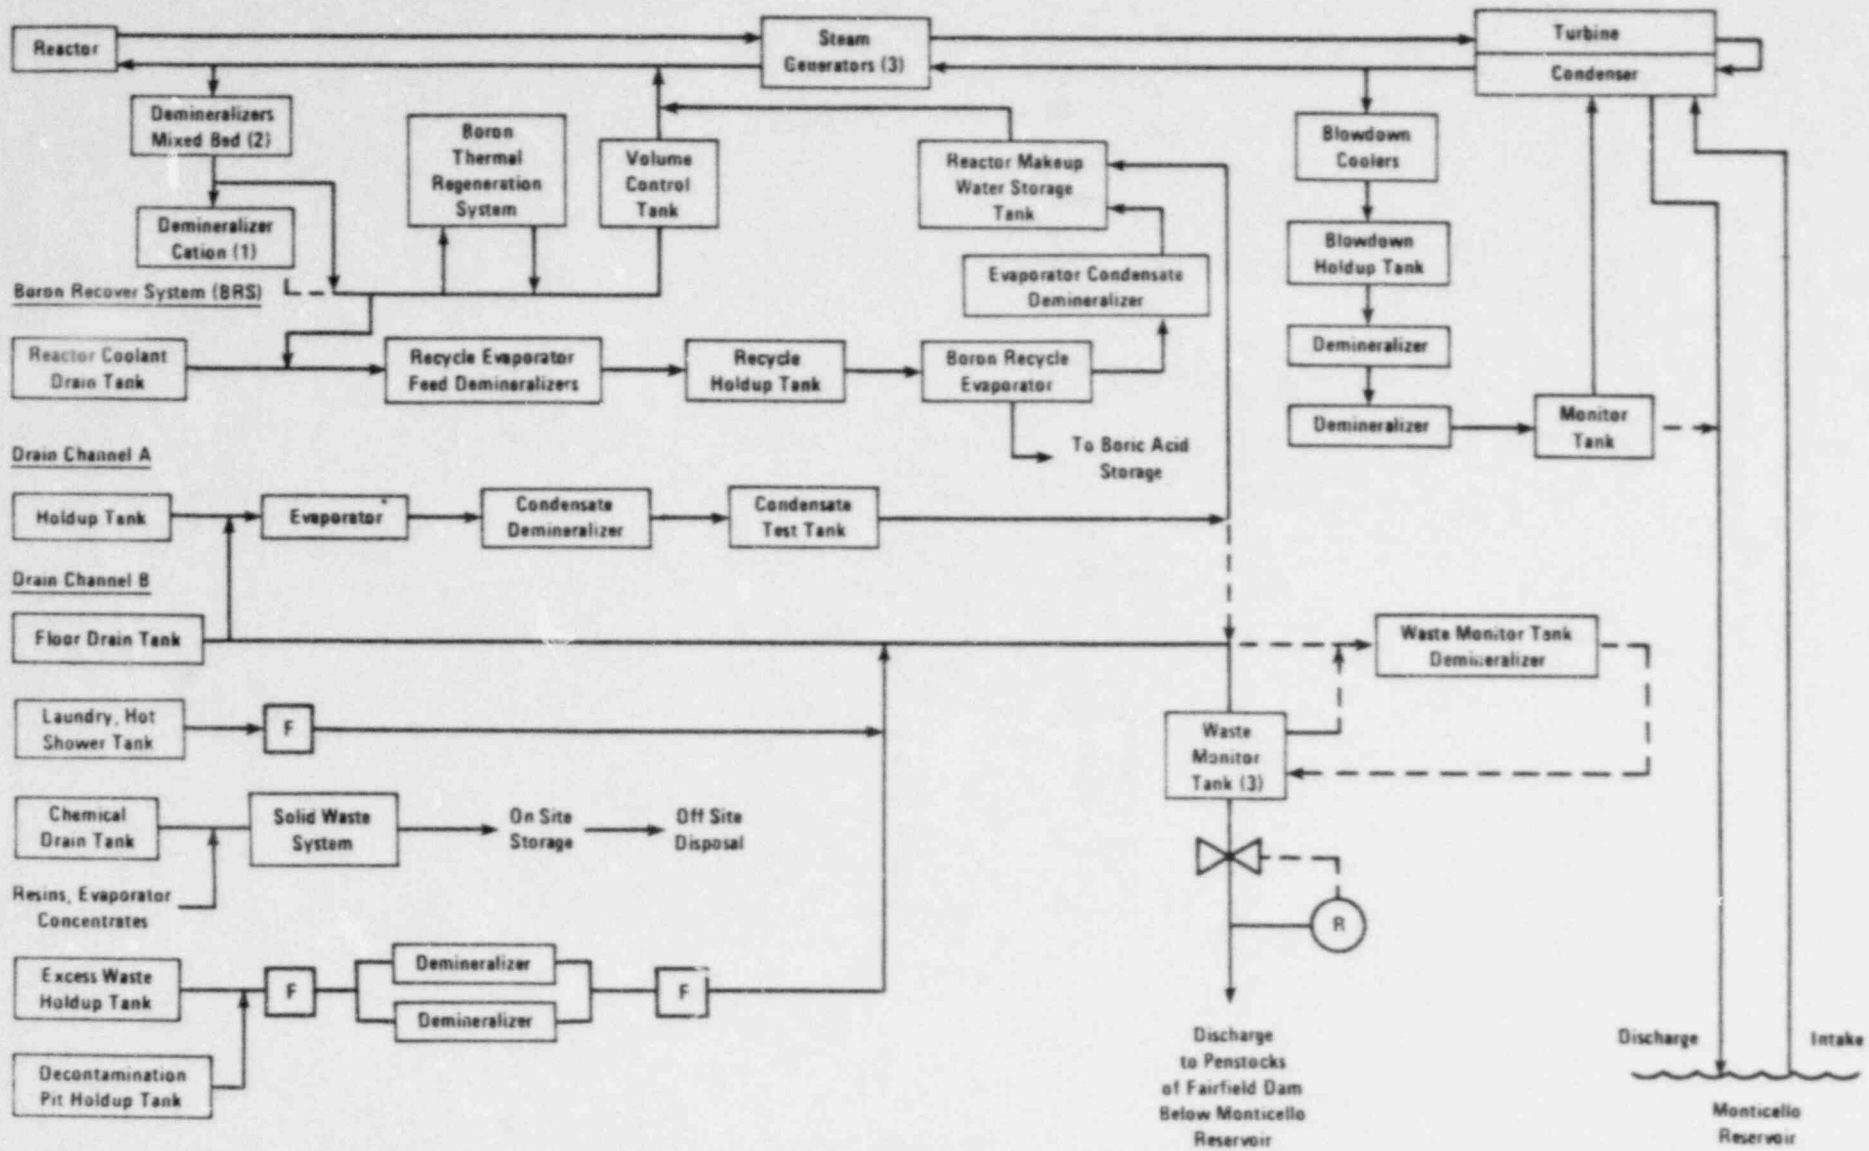 Reactor
Steam
Generators (3)
Turbine
Condenser
Demineralizers
Mixed Bed (2)
Boron
Thermal
Regeneration
System
Volume
Control
Tank
Reactor Makeup
Water Storage
Tank
Blowdown
Coolers
Demineralizer
Cation (1)
Blowdown
Holdup Tank
Evaporator Condensate
Demineralizer
Boron Recover System (BRS)
Reactor Coolant
Drain Tank
Recycle Evaporator
Feed Demineralizers
Recycle
Holdup Tank
Boron Recycle
Evaporator
Demineralizer
Demineralizer
Monitor
Tank
To Boric Acid
Storage
Drain Channel A
Holdup Tank
Evaporator
Condensate
Demineralizer
Condensate
Test Tank
Drain Channel B
Floor Drain Tank
Waste Monitor Tank
Demineralizer
Laundry, Hot
Shower Tank
F
Waste
Monitor
Tank (3)
Chemical
Drain Tank
Solid Waste
System
On Site
Storage
Off Site
Disposal
Resins, Evaporator
Concentrates
R
Excess Waste
Holdup Tank
F
Demineralizer
Demineralizer
F
Decontamination
Pit Holdup Tank
Discharge
to Penstocks
of Fairfield Dam
Below Monticello
Reservoir
Discharge
Intake
Monticello
Reservoir